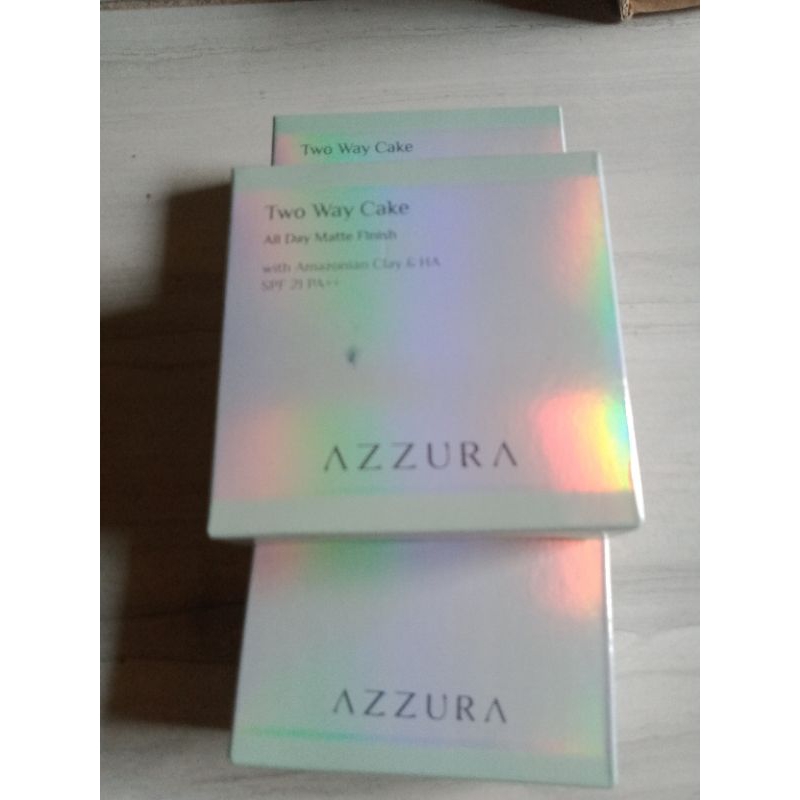 Two Way Cake
Two Way Cake
All Day Matte Finish
with Amazonian Clay & HA
SPF 21 PA++
AZZURA
AZZURA